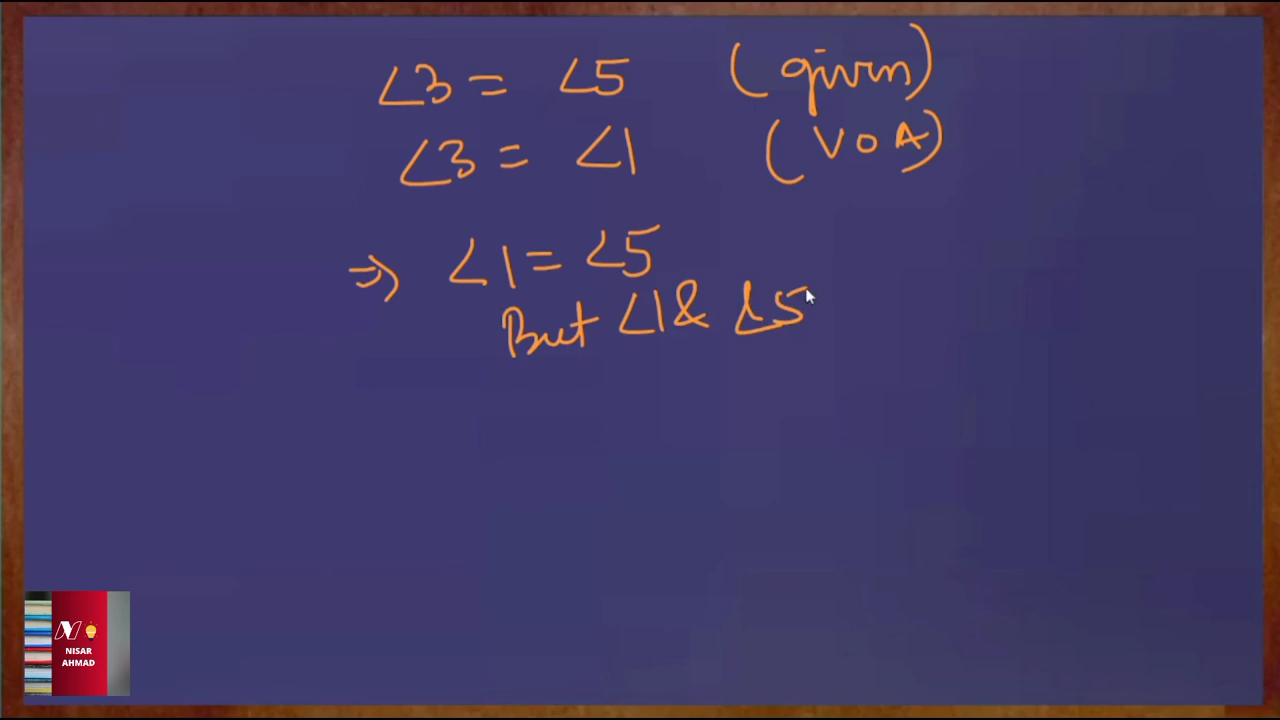 ∠3 = ∠5 (given)
∠3 = ∠1 (VOA)
⇒ ∠1 = ∠5
But ∠1 & ∠5
N
NISAR
AHMAD